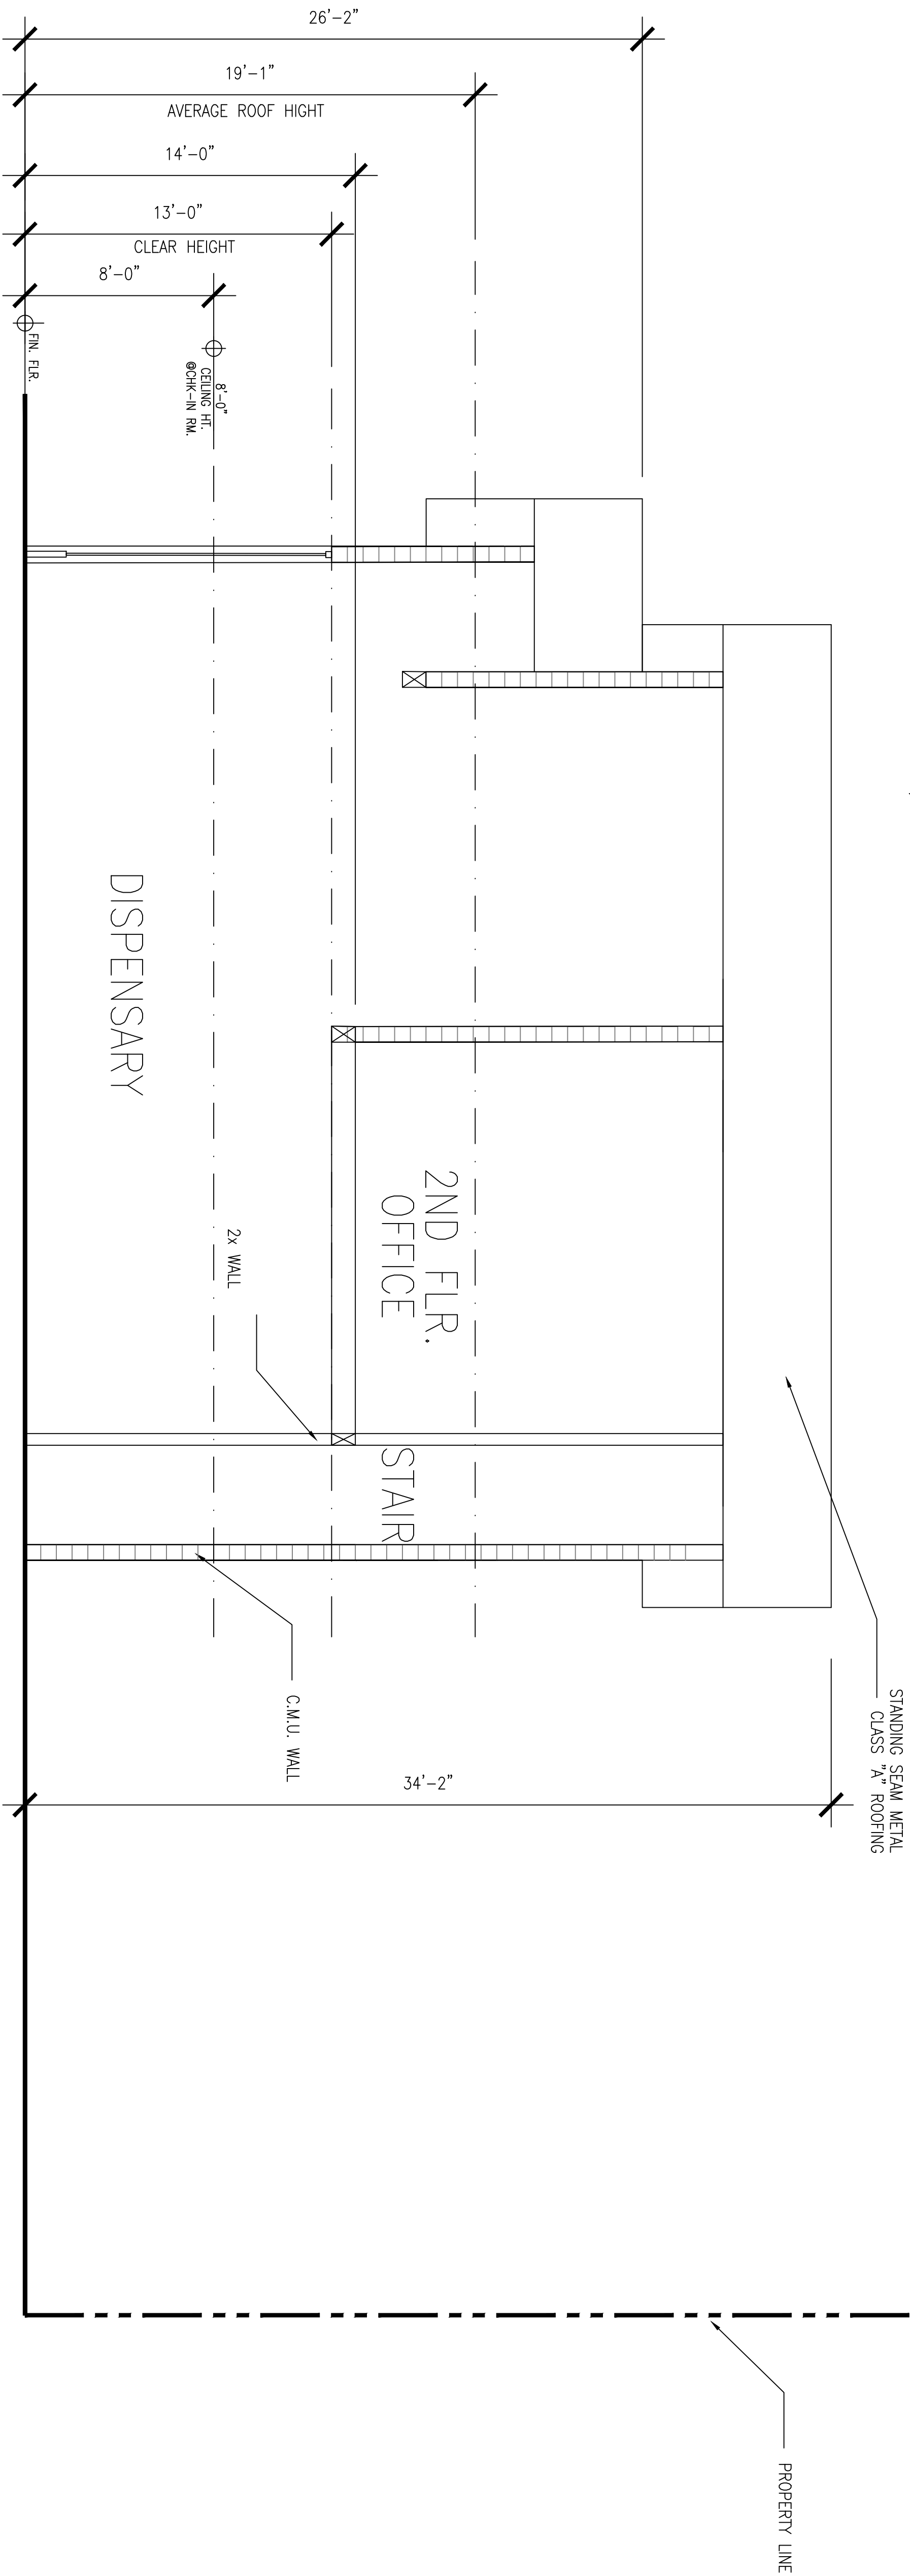 26'-2"
19'-1"
AVERAGE ROOF HIGHT
14'-0"
13'-0"
CLEAR HEIGHT
8'-0"
FIN. FLR.
8'-0"
CEILING HT.
@CHK-IN RM.
DISPENSARY
2ND FLR.
OFFICE
2x WALL
STAIR
C.M.U. WALL
STANDING SEAM METAL
CLASS "A" ROOFING
34'-2"
PROPERTY LINE